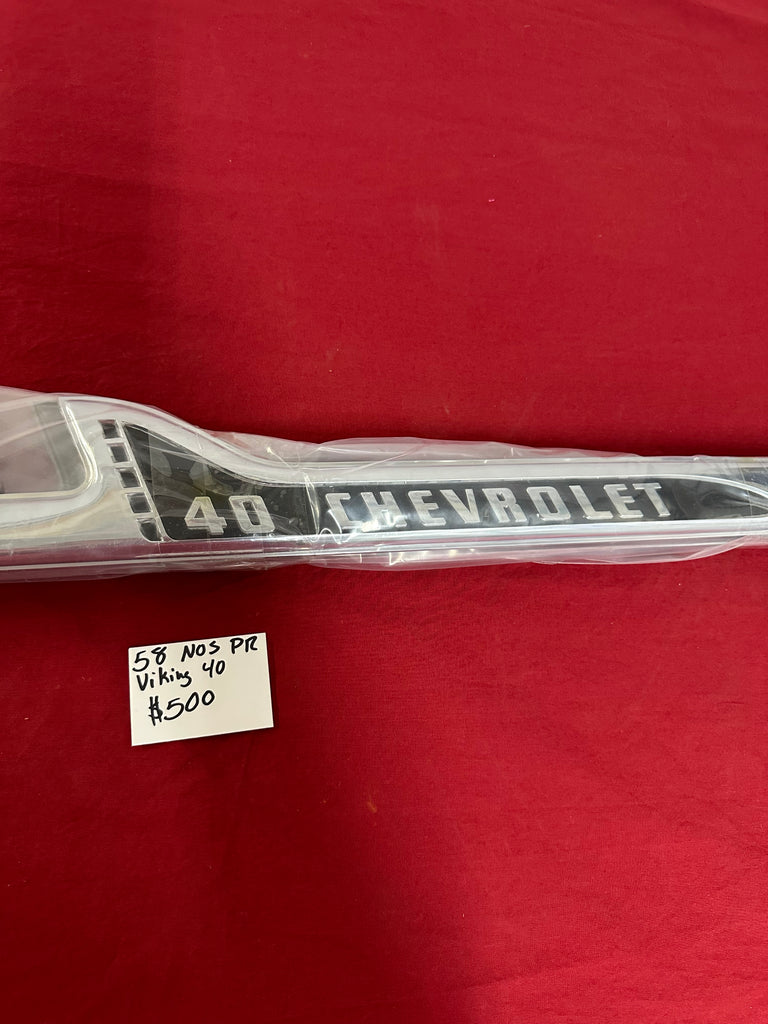 40 CHEVROLET
58 NOS PR
Viking 40
$500